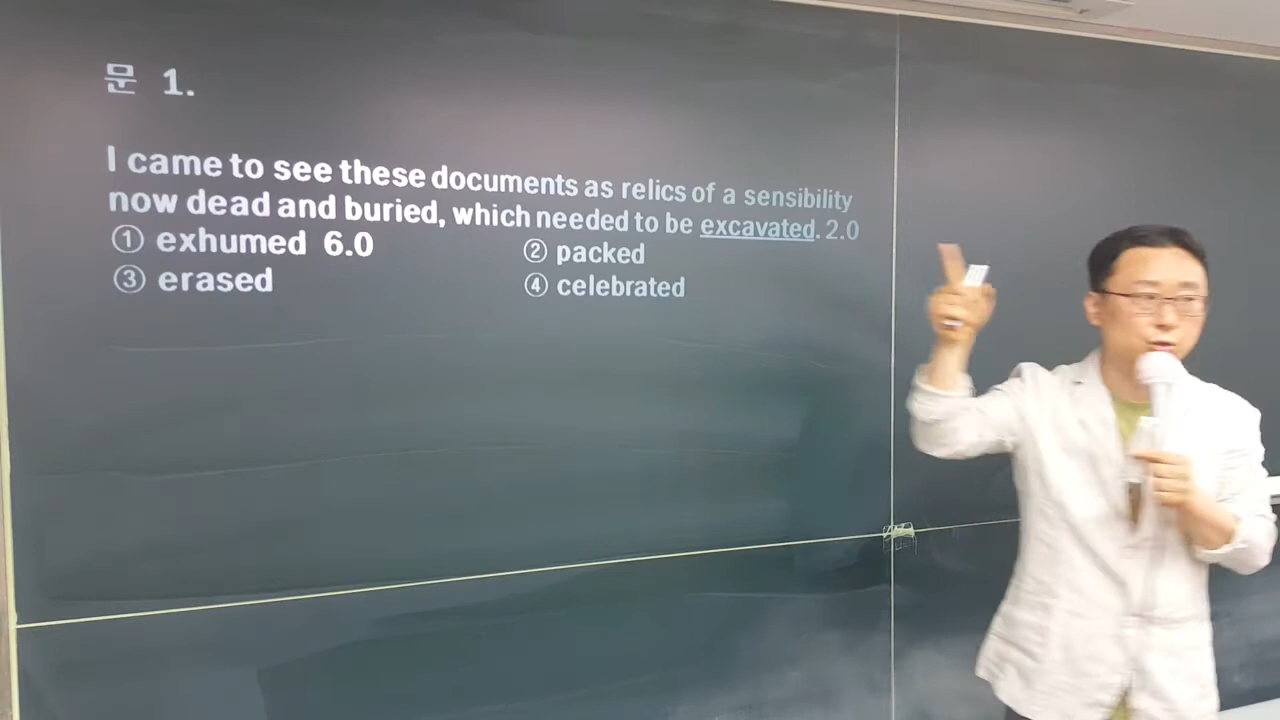 문 1.
I came to see these documents as relics of a sensibility
now dead and buried, which needed to be excavated. 2.0
① exhumed 6.0 ② packed
③ erased ④ celebrated